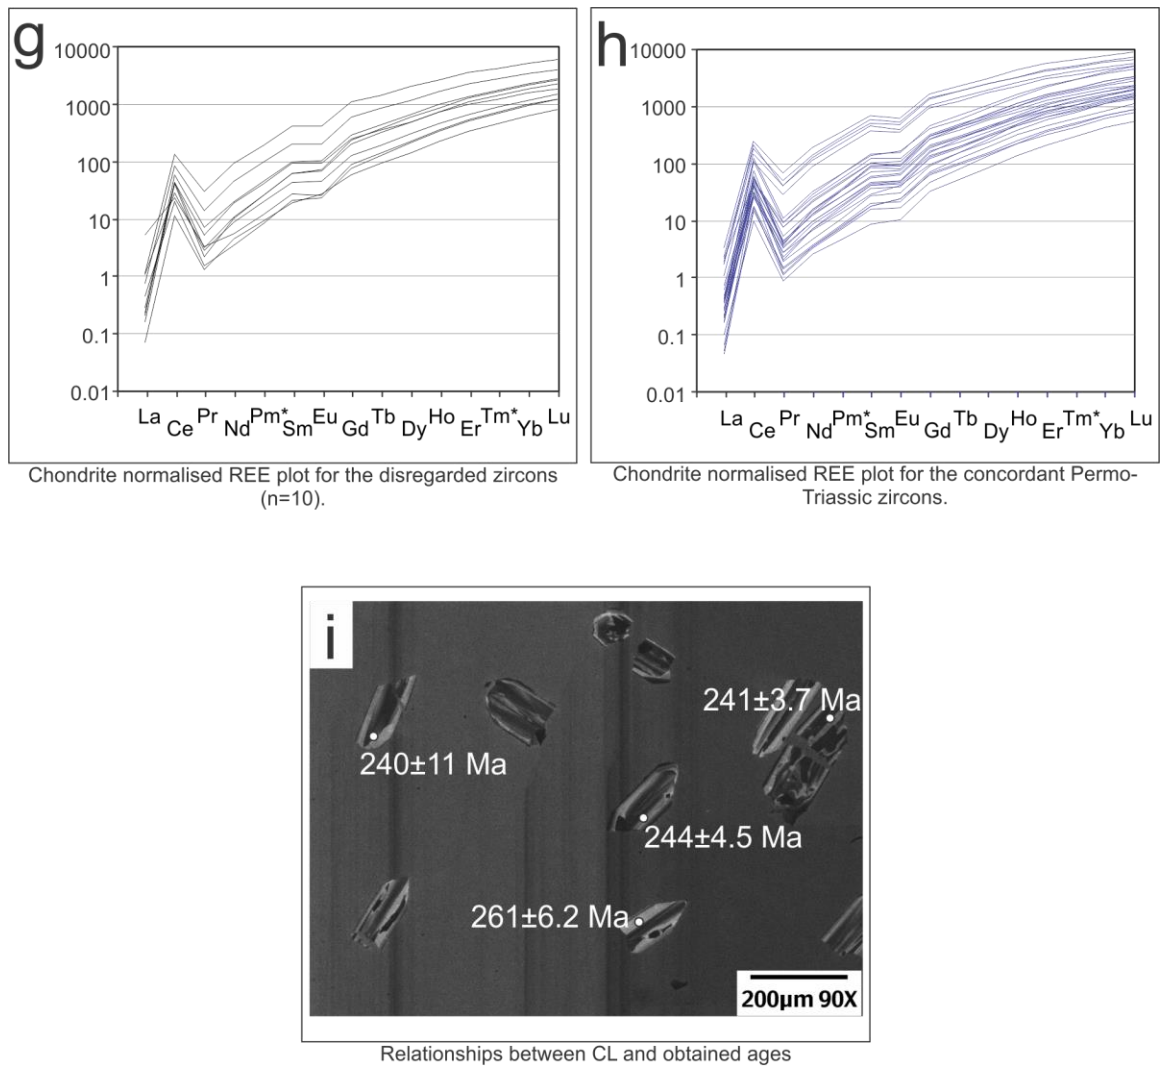 g
10000
1000
100
10
1
0.1
0.01
La Ce Pr Nd Pm* Sm Eu Gd Tb Dy Ho Er Tm* Yb Lu
Chondrite normalised REE plot for the disregarded zircons
(n=10).
h
10000
1000
100
10
1
0.1
0.01
La Ce Pr Nd Pm* Sm Eu Gd Tb Dy Ho Er Tm* Yb Lu
Chondrite normalised REE plot for the concordant Permo-
Triassic zircons.
i
241±3.7 Ma
240±11 Ma
244±4.5 Ma
261±6.2 Ma
200µm 90X
Relationships between CL and obtained ages